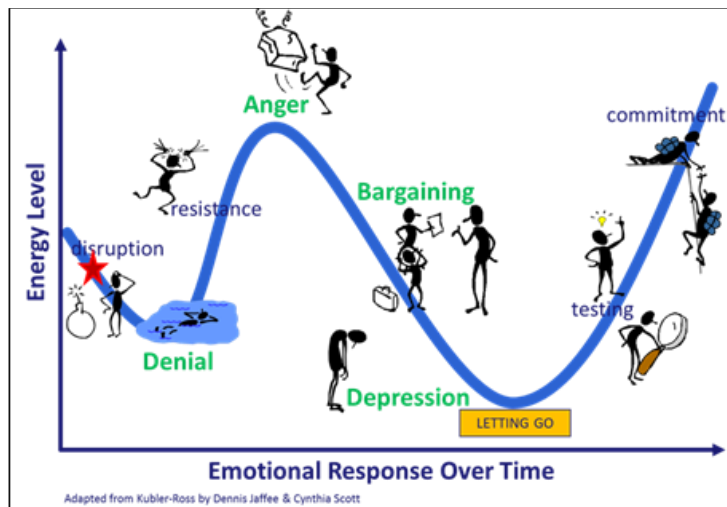 Anger
commitment
Bargaining
resistance
disruption
testing
Denial
Depression
LETTING GO
Energy Level
Emotional Response Over Time
Adapted from Kubler-Ross by Dennis Jaffee & Cynthia Scott